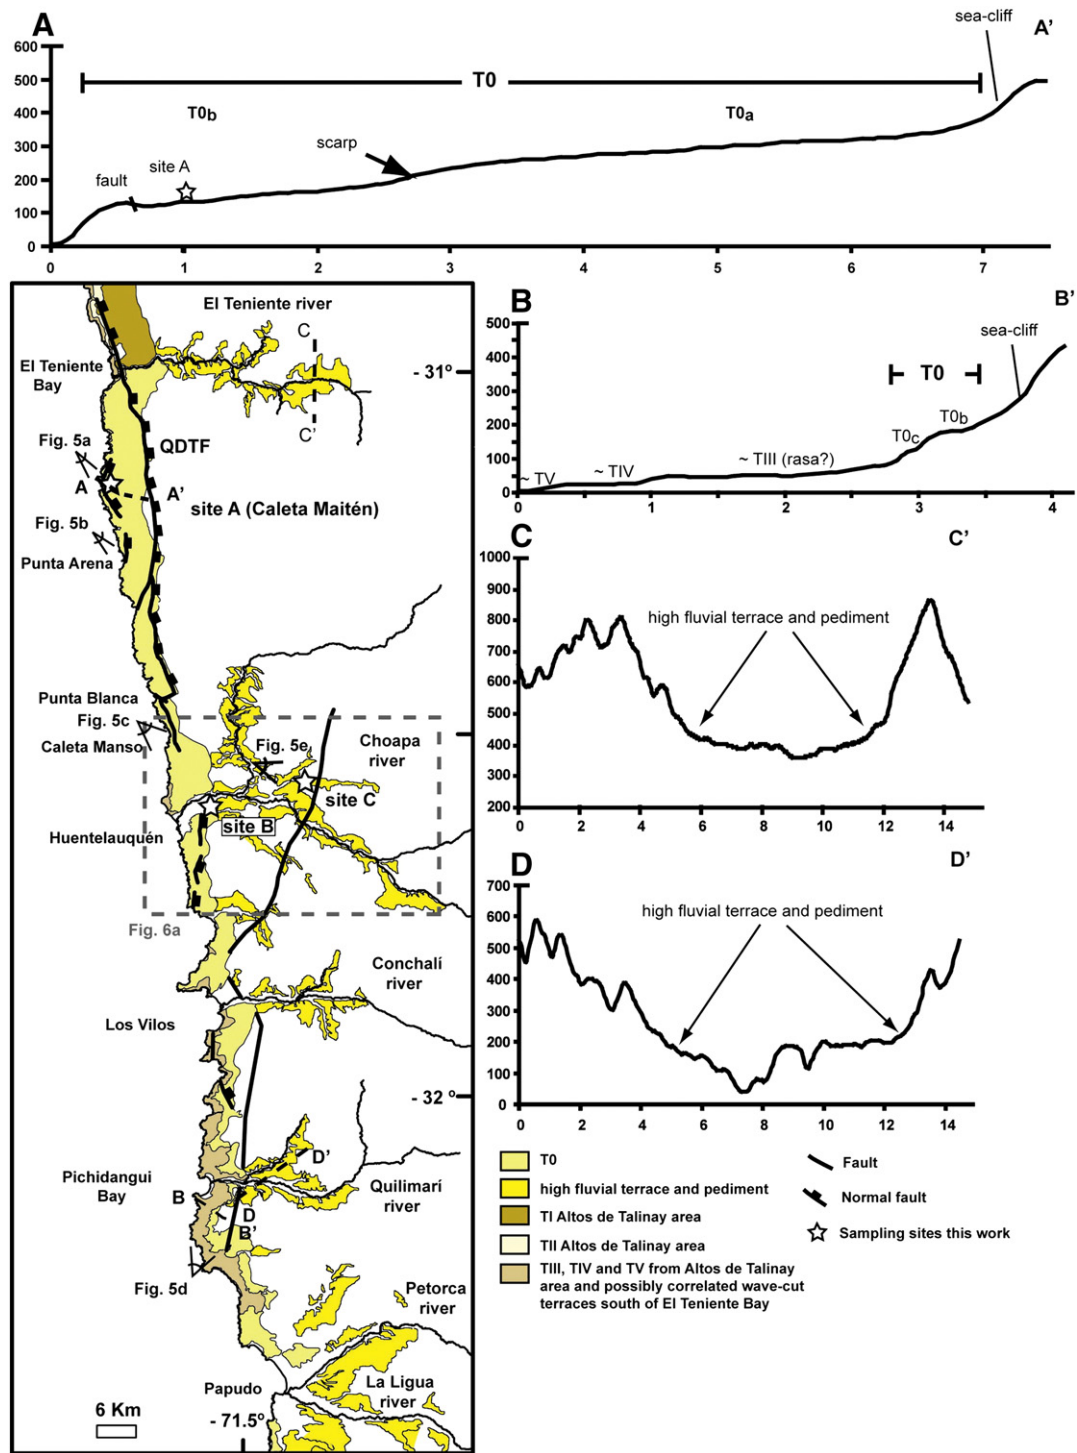 A
A'
sea-cliff
600
500
400
300
200
100
0
T0
T0b
T0a
scarp
site A
fault
0
1
2
3
4
5
6
7
El Teniente river
C
C'
- 31º
El Teniente
Bay
Fig. 5a
QDTF
A
A'
site A (Caleta Maitén)
Fig. 5b
Punta Arena
Punta Blanca
Fig. 5c
Caleta Manso
Fig. 5e
Choapa
river
site C
site B
Huentelauquén
Fig. 6a
Conchalí
river
Los Vilos
- 32 º
D'
Pichidangui
Bay
B
Quilimarí
river
D
B'
Fig. 5d
Petorca
river
La Ligua
river
Papudo
6 Km
- 71.5º
B
B'
500
400
300
200
100
0
sea-cliff
T0
T0b
T0c
~ TIII (rasa?)
~ TIV
~ TV
0
1
2
3
4
C
C'
1000
900
800
700
600
500
400
300
200
high fluvial terrace and pediment
0
2
4
6
8
10
12
14
D
D'
700
600
500
400
300
200
100
0
high fluvial terrace and pediment
0
2
4
6
8
10
12
14
T0
high fluvial terrace and pediment
TI Altos de Talinay area
TII Altos de Talinay area
TIII, TIV and TV from Altos de Talinay
area and possibly correlated wave-cut
terraces south of El Teniente Bay
Fault
Normal fault
Sampling sites this work